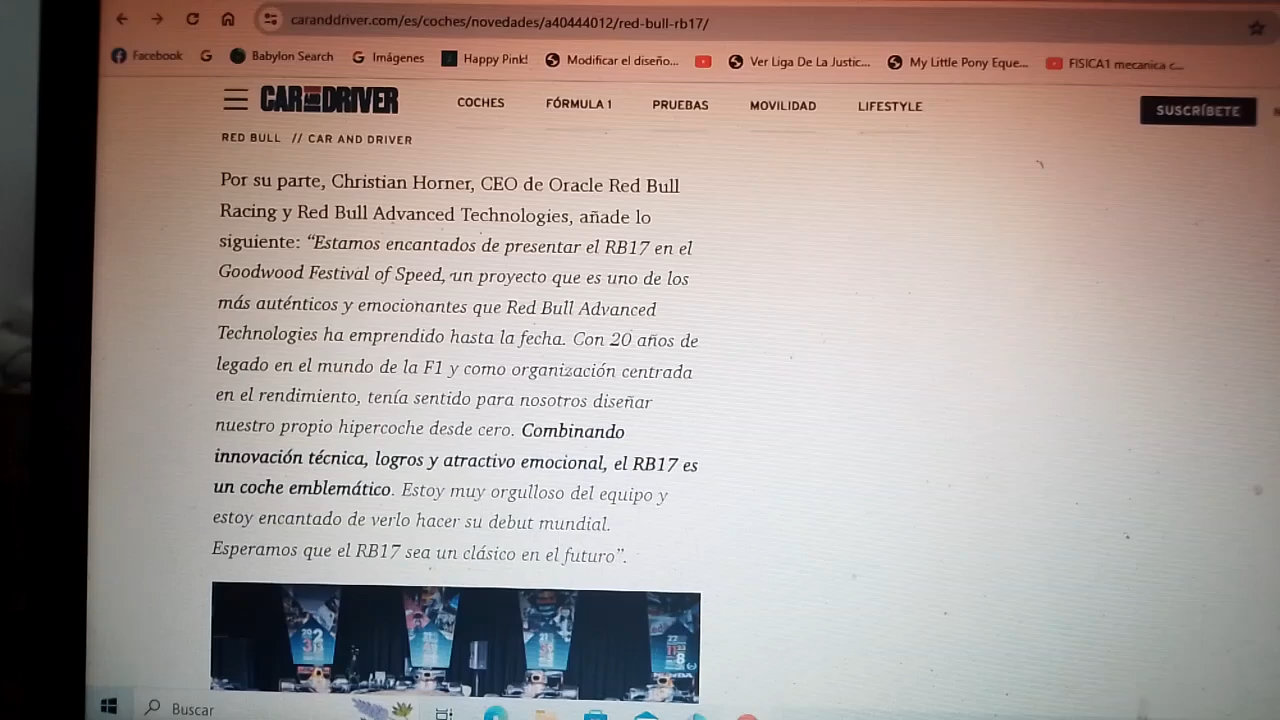 caranddriver.com/es/coches/novedades/a40444012/red-bull-rb17/
Facebook
Babylon Search
Imágenes
Happy Pink!
Modificar el diseño...
Ver Liga De La Justic...
My Little Pony Eque...
FISICA1 mecanica c...
CAR AND DRIVER
COCHES
FÓRMULA 1
PRUEBAS
MOVILIDAD
LIFESTYLE
SUSCRÍBETE
RED BULL // CAR AND DRIVER
Por su parte, Christian Horner, CEO de Oracle Red Bull
Racing y Red Bull Advanced Technologies, añade lo
siguiente: “Estamos encantados de presentar el RB17 en el
Goodwood Festival of Speed, un proyecto que es uno de los
más auténticos y emocionantes que Red Bull Advanced
Technologies ha emprendido hasta la fecha. Con 20 años de
legado en el mundo de la F1 y como organización centrada
en el rendimiento, tenía sentido para nosotros diseñar
nuestro propio hipercoche desde cero. Combinando
innovación técnica, logros y atractivo emocional, el RB17 es
un coche emblemático. Estoy muy orgulloso del equipo y
estoy encantado de verlo hacer su debut mundial.
Esperamos que el RB17 sea un clásico en el futuro”.
Buscar